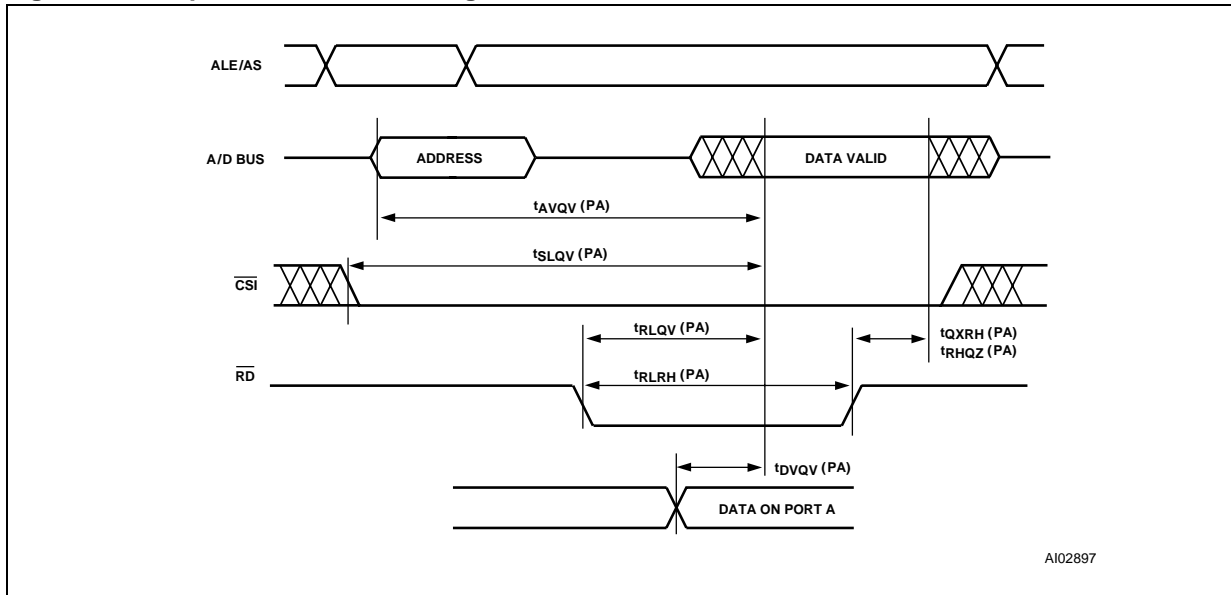 ALE/AS
A/D BUS
ADDRESS
DATA VALID
tAVQV (PA)
tSLQV (PA)
CSI
tRLQV (PA)
tQXRH (PA)
tRHQZ (PA)
RD
tRLRH (PA)
tDVQV (PA)
DATA ON PORT A
AI02897